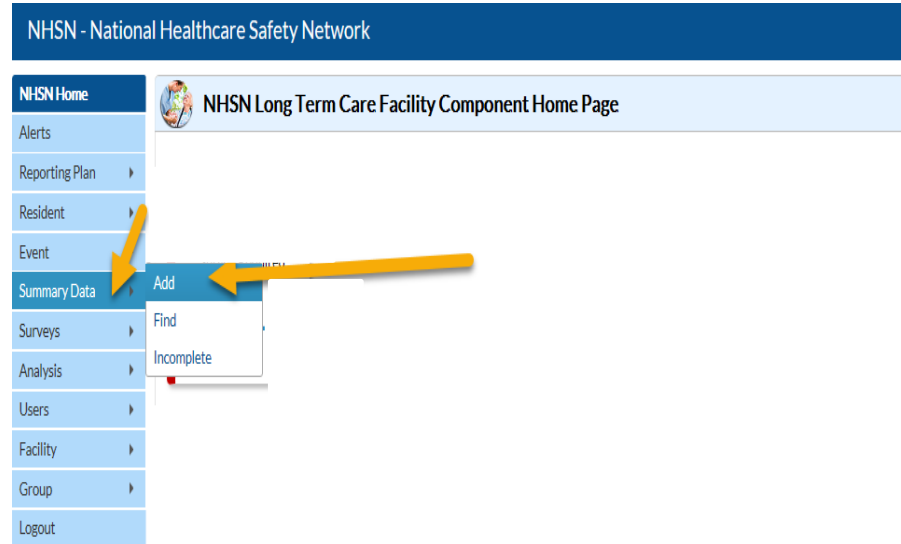 NHSN - National Healthcare Safety Network
NHSN Home
NHSN Long Term Care Facility Component Home Page
Alerts
Reporting Plan
Resident
Event
Summary Data
Add
Find
Incomplete
Surveys
Analysis
Users
Facility
Group
Logout